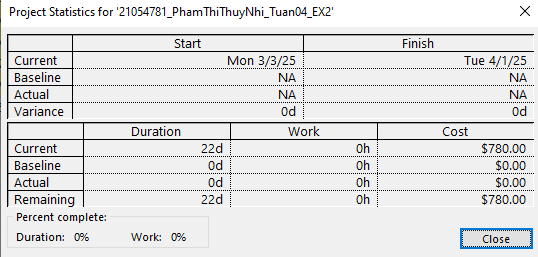 Project Statistics for '21054781_PhamThiThuyNhi_Tuan04_EX2'
Start Finish
Current Mon 3/3/25 Tue 4/1/25
Baseline NA NA
Actual NA NA
Variance 0d 0d
Duration Work Cost
Current 22d 0h $780.00
Baseline 0d 0h $0.00
Actual 0d 0h $0.00
Remaining 22d 0h $780.00
Percent complete:
Duration: 0% Work: 0%
Close